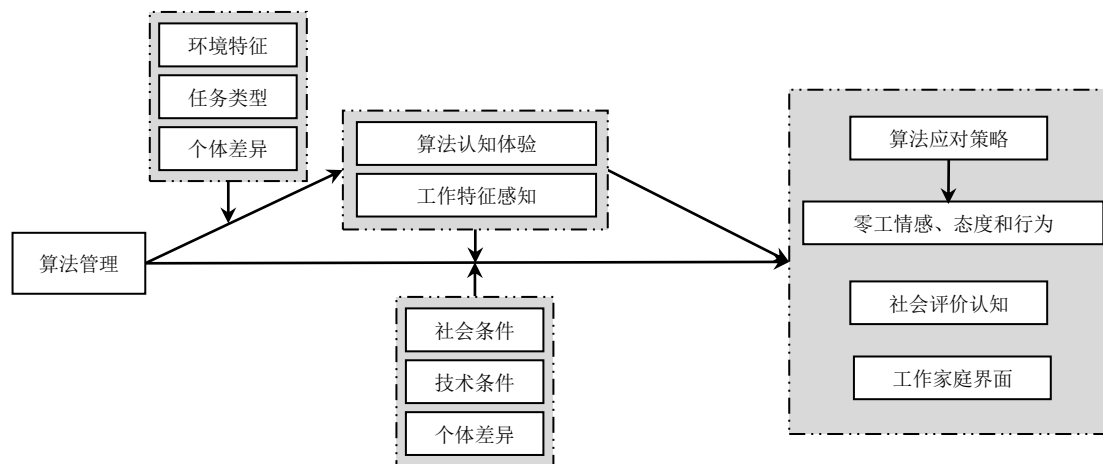 环境特征
任务类型
个体差异
算法认知体验
工作特征感知
算法管理
社会条件
技术条件
个体差异
算法应对策略
零工情感、态度和行为
社会评价认知
工作家庭界面